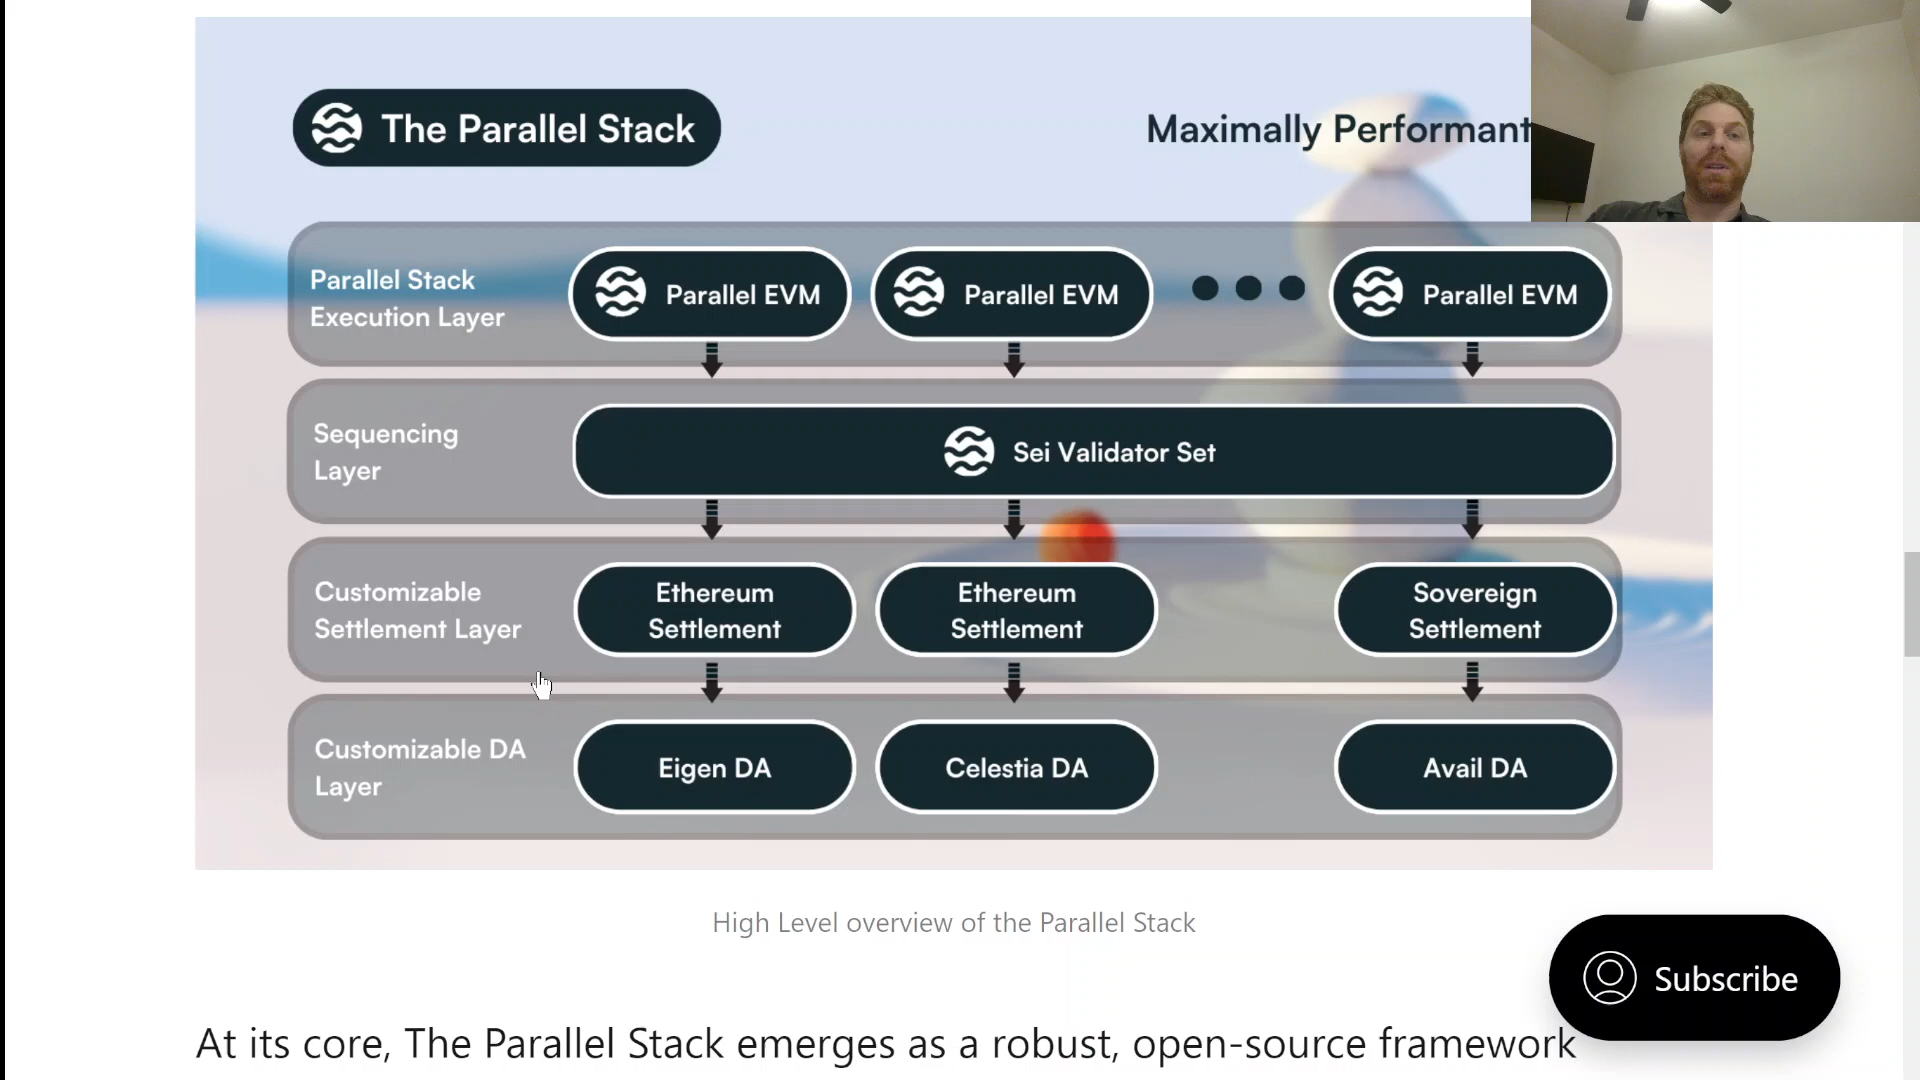 The Parallel Stack
Maximally Performant
Parallel Stack
Execution Layer
Parallel EVM
Parallel EVM
Parallel EVM
Sequencing
Layer
Sei Validator Set
Customizable
Settlement Layer
Ethereum
Settlement
Ethereum
Settlement
Sovereign
Settlement
Customizable DA
Layer
Eigen DA
Celestia DA
Avail DA
High Level overview of the Parallel Stack
Subscribe
At its core, The Parallel Stack emerges as a robust, open-source framework